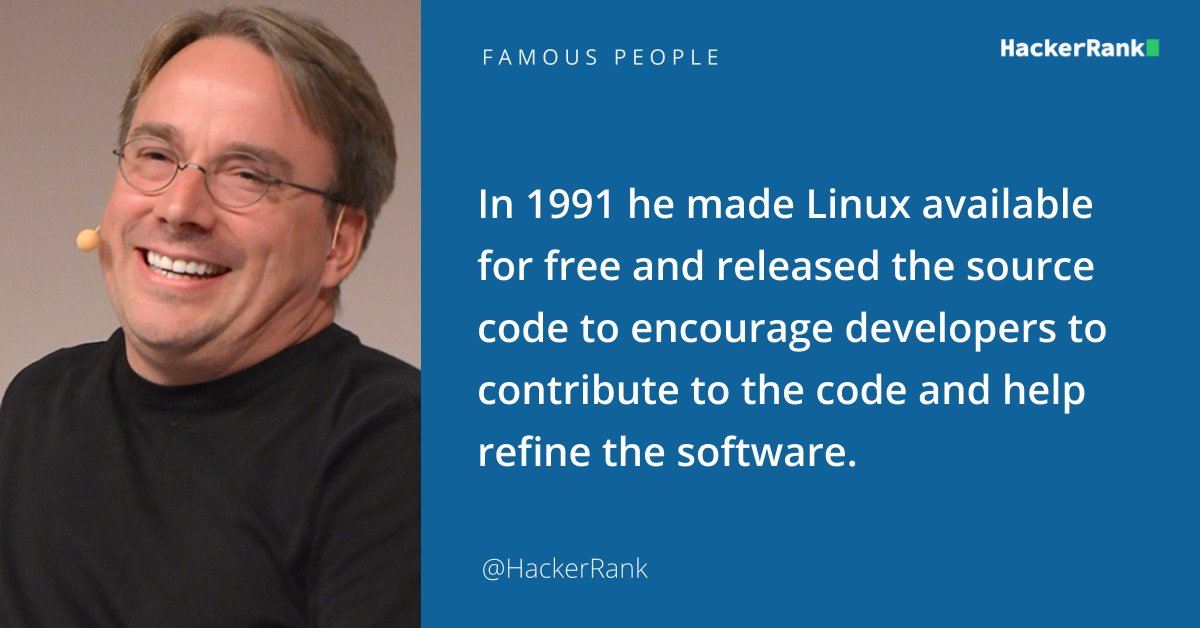 FAMOUS PEOPLE
HackerRank
In 1991 he made Linux available
for free and released the source
code to encourage developers to
contribute to the code and help
refine the software.
@HackerRank